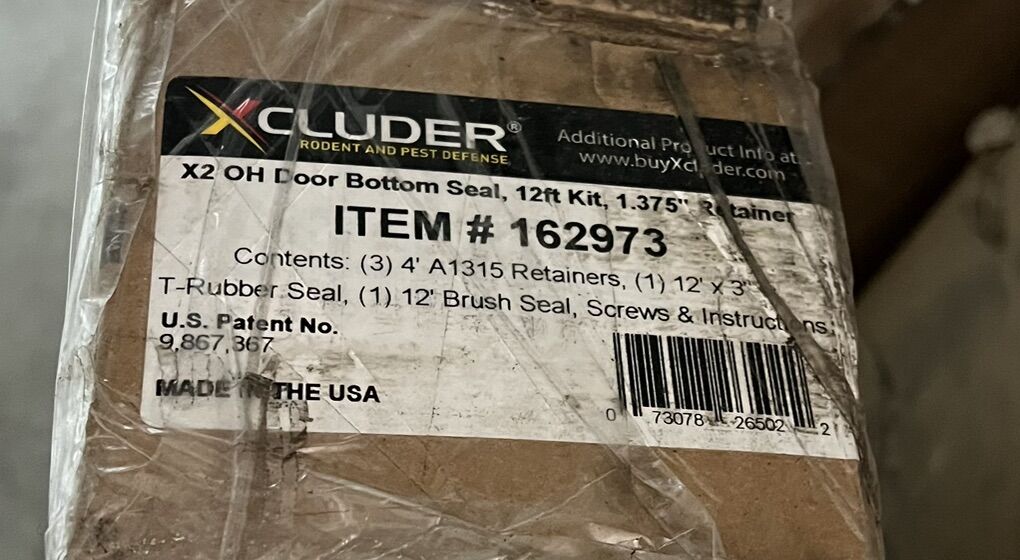 XCLUDER®
RODENT AND PEST DEFENSE
Additional Product Info at:
www.buyXcluder.com
X2 OH Door Bottom Seal, 12ft Kit, 1.375" Retainer
ITEM # 162973
Contents: (3) 4' A1315 Retainers, (1) 12' x 3"
T-Rubber Seal, (1) 12' Brush Seal, Screws & Instructions
U.S. Patent No.
9,867,367
MADE IN THE USA
0 73078 26502 2